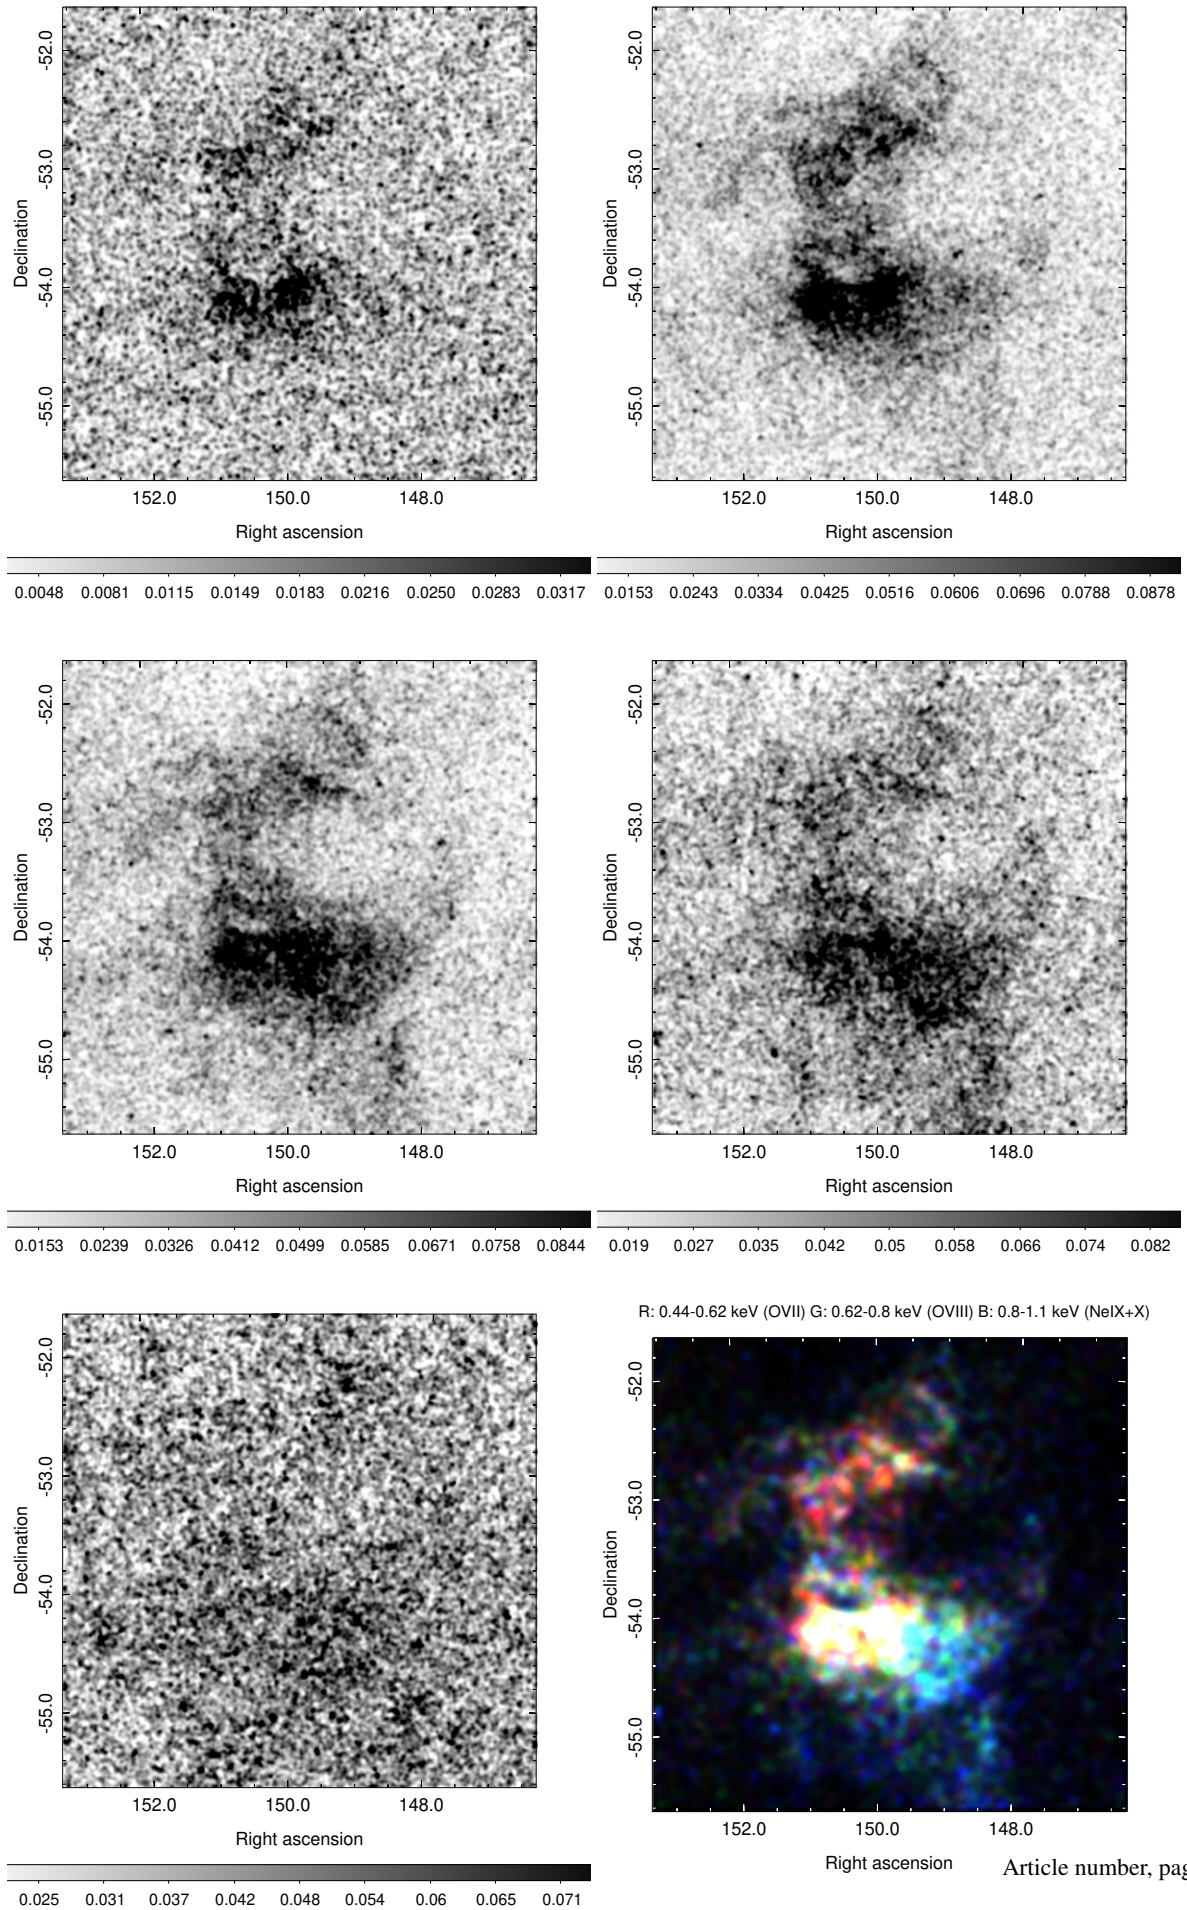 -52.0
-53.0
Declination
-54.0
-55.0
152.0 150.0 148.0
Right ascension
0.0048 0.0081 0.0115 0.0149 0.0183 0.0216 0.0250 0.0283 0.0317
-52.0
-53.0
Declination
-54.0
-55.0
152.0 150.0 148.0
Right ascension
0.0153 0.0243 0.0334 0.0425 0.0516 0.0606 0.0696 0.0788 0.0878
-52.0
-53.0
Declination
-54.0
-55.0
152.0 150.0 148.0
Right ascension
0.0153 0.0239 0.0326 0.0412 0.0499 0.0585 0.0671 0.0758 0.0844
-52.0
-53.0
Declination
-54.0
-55.0
152.0 150.0 148.0
Right ascension
0.019 0.027 0.035 0.042 0.05 0.058 0.066 0.074 0.082
-52.0
-53.0
Declination
-54.0
-55.0
152.0 150.0 148.0
Right ascension
0.025 0.031 0.037 0.042 0.048 0.054 0.06 0.065 0.071
R: 0.44-0.62 keV (OVII) G: 0.62-0.8 keV (OVIII) B: 0.8-1.1 keV (NeIX+X)
-52.0
-53.0
Declination
-54.0
-55.0
152.0 150.0 148.0
Right ascension
Article number, pag